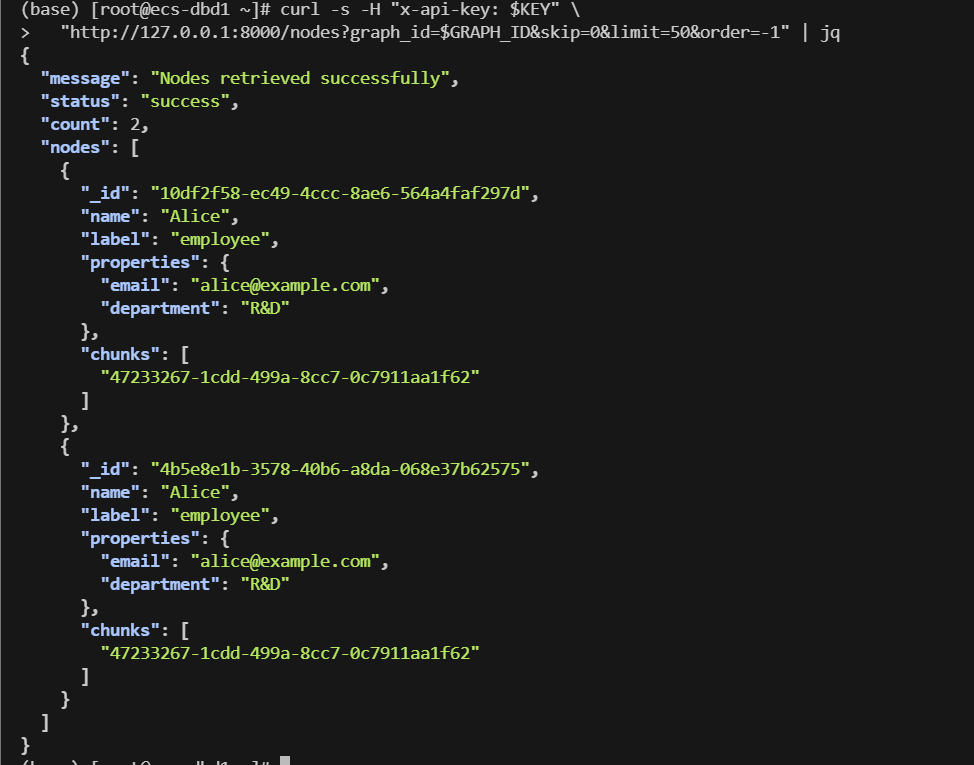 (base) [root@ecs-dbd1 ~]# curl -s -H "x-api-key: $KEY" \
>   "http://127.0.0.1:8000/nodes?graph_id=$GRAPH_ID&skip=0&limit=50&order=-1" | jq
{
  "message": "Nodes retrieved successfully",
  "status": "success",
  "count": 2,
  "nodes": [
    {
      "_id": "10df2f58-ec49-4ccc-8ae6-564a4faf297d",
      "name": "Alice",
      "label": "employee",
      "properties": {
        "email": "alice@example.com",
        "department": "R&D"
      },
      "chunks": [
        "47233267-1cdd-499a-8cc7-0c7911aa1f62"
      ]
    },
    {
      "_id": "4b5e8e1b-3578-40b6-a8da-068e37b62575",
      "name": "Alice",
      "label": "employee",
      "properties": {
        "email": "alice@example.com",
        "department": "R&D"
      },
      "chunks": [
        "47233267-1cdd-499a-8cc7-0c7911aa1f62"
      ]
    }
  ]
}